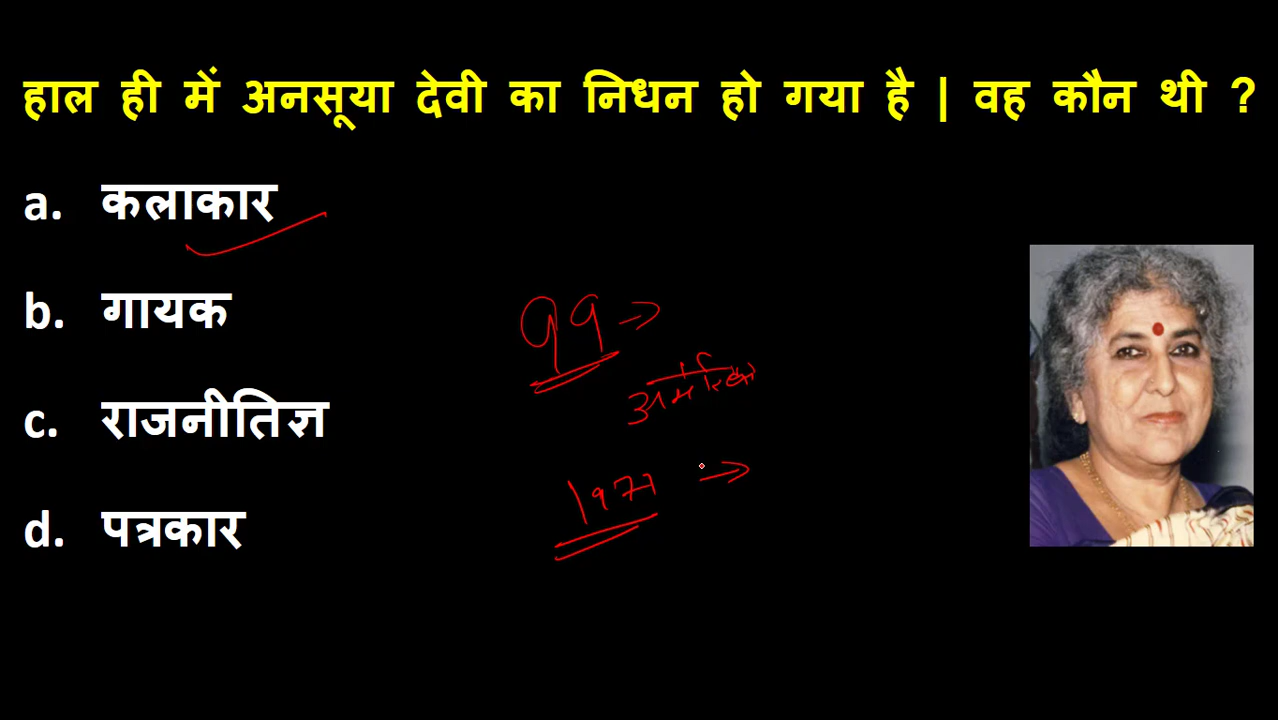 हाल ही में अनसूया देवी का निधन हो गया है | वह कौन थी ?
a. कलाकार
b. गायक
99 →
अमेरिका
c. राजनीतिज्ञ
1977 →
d. पत्रकार